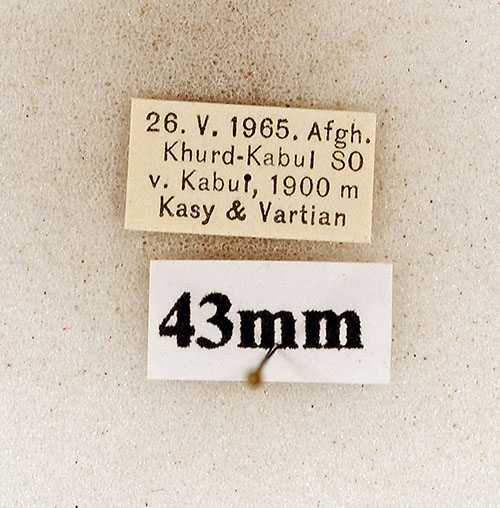 26. V. 1965. Afgh.
Khurd-Kabul SO
v. Kabul, 1900 m
Kasy & Vartian
43mm